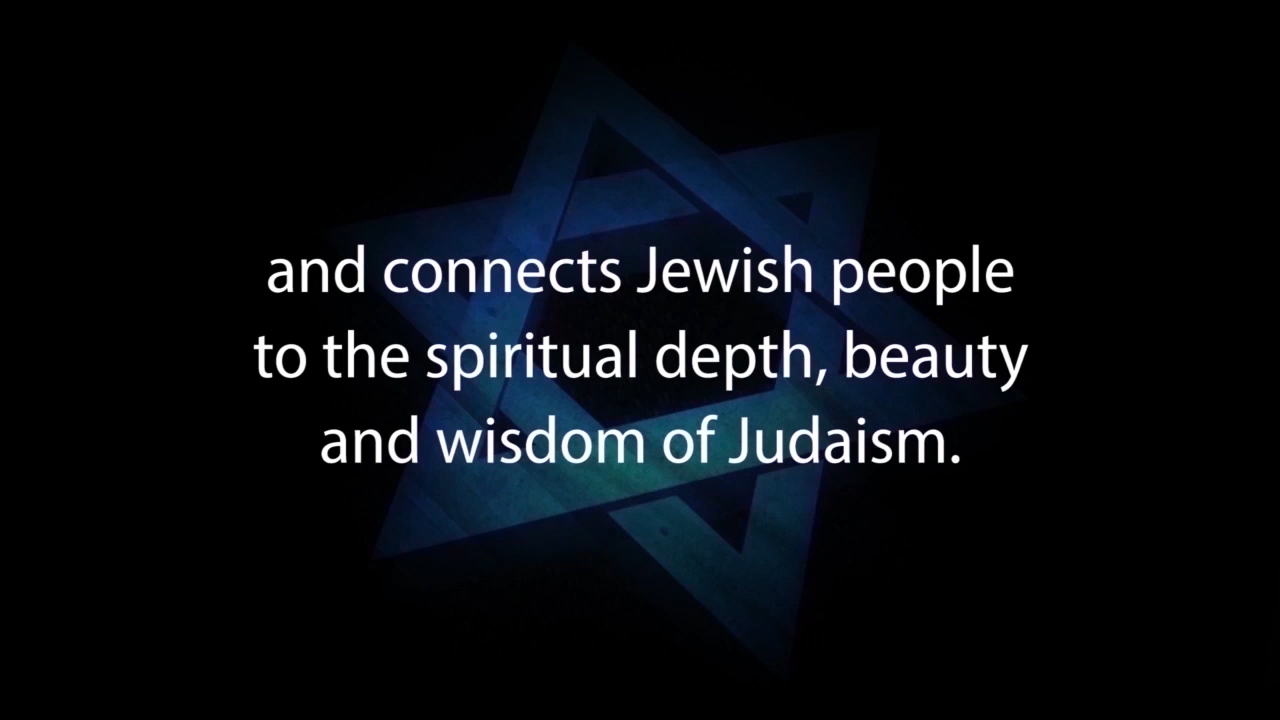 and connects Jewish people
to the spiritual depth, beauty
and wisdom of Judaism.